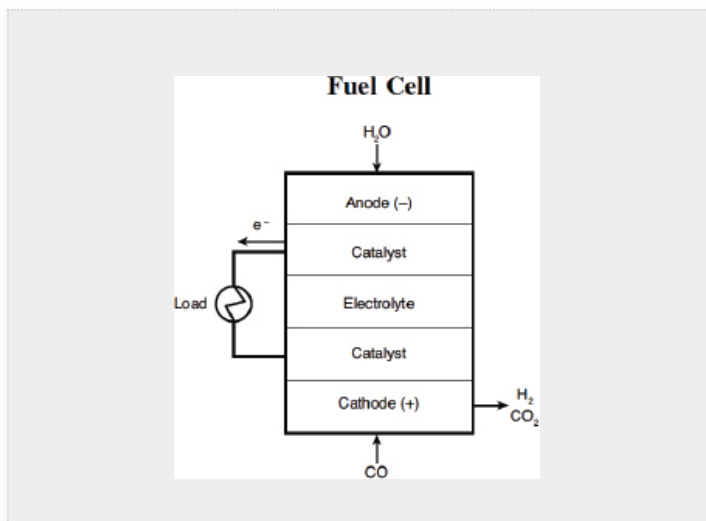 Fuel Cell
H₂O
Anode (–)
e⁻
Catalyst
Load
Electrolyte
Catalyst
Cathode (+)
H₂
CO₂
CO